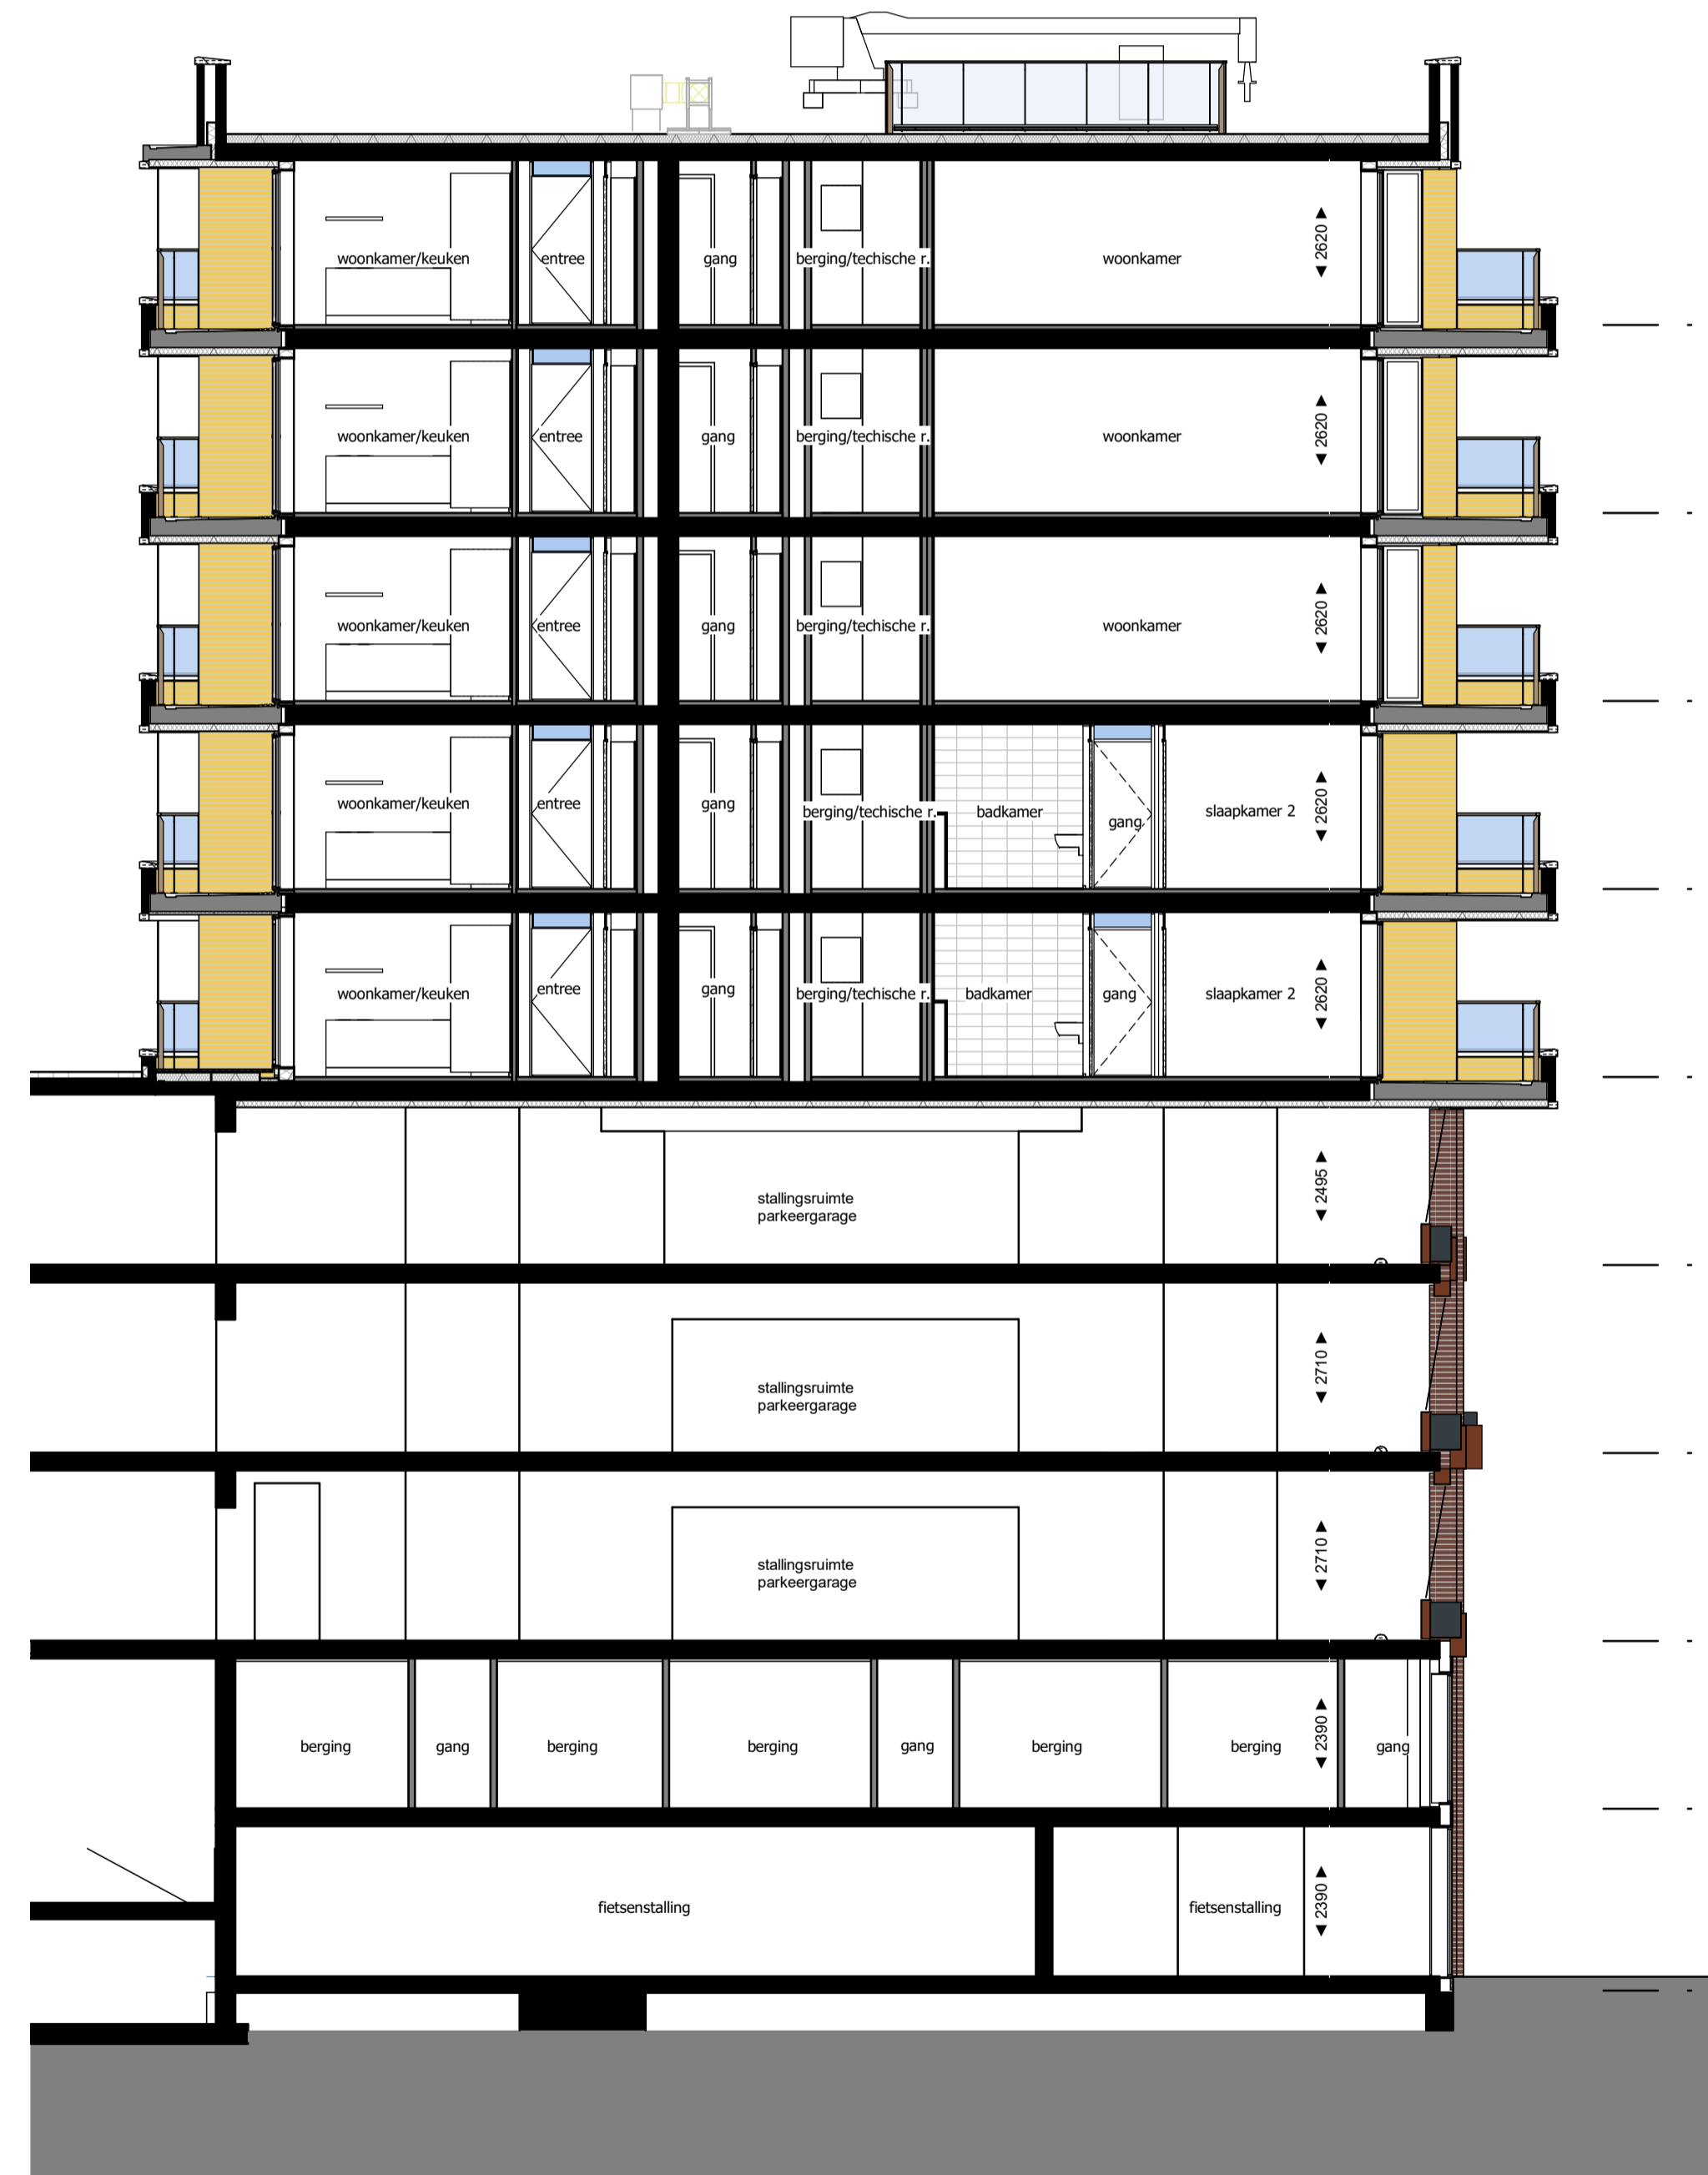 woonkamer/keuken entree gang berging/techische r. woonkamer ◄ 2620 ►
woonkamer/keuken entree gang berging/techische r. woonkamer ◄ 2620 ►
woonkamer/keuken entree gang berging/techische r. woonkamer ◄ 2620 ►
woonkamer/keuken entree gang berging/techische r. badkamer gang slaapkamer 2 ◄ 2620 ►
woonkamer/keuken entree gang berging/techische r. badkamer gang slaapkamer 2 ◄ 2620 ►
stallingsruimte
parkeergarage
◄ 2495 ►
stallingsruimte
parkeergarage
◄ 2710 ►
stallingsruimte
parkeergarage
◄ 2710 ►
berging gang berging berging gang berging berging ◄ 2390 ► gang
fietsenstalling fietsenstalling ◄ 2390 ►